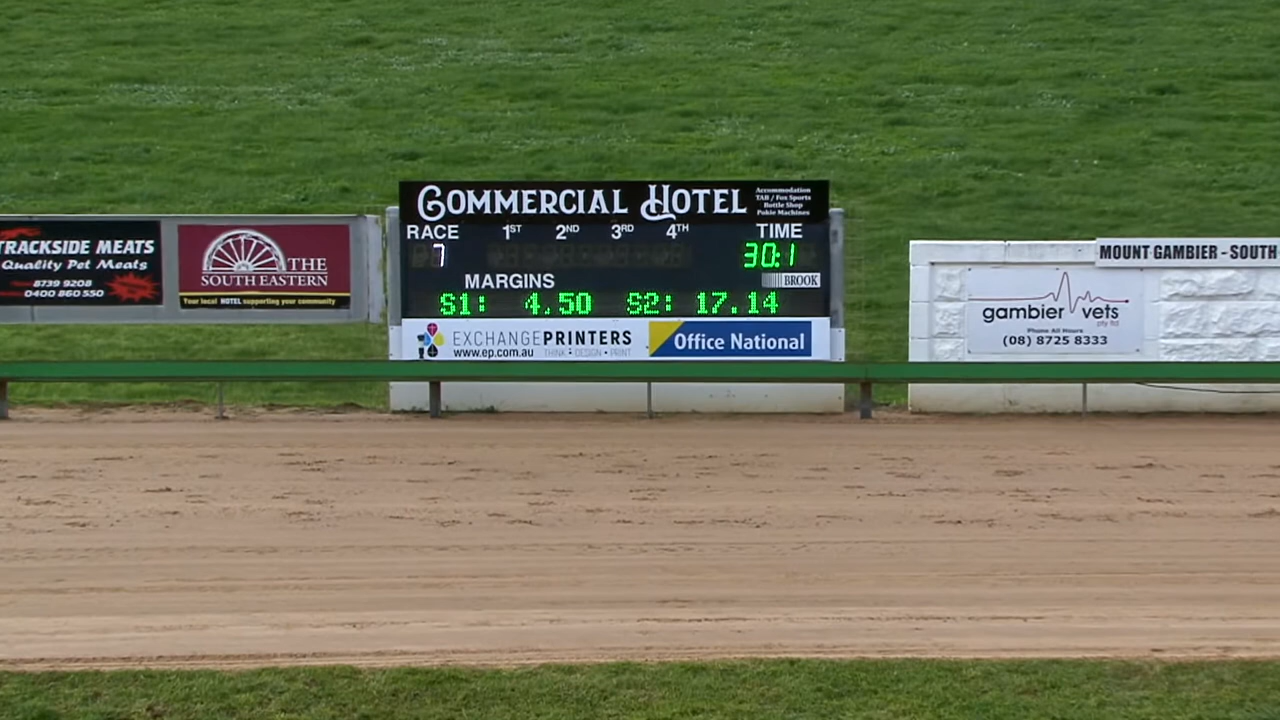 COMMERCIAL HOTEL
Accommodation
TAB / Fox Sports
Bottle Shop
Pokie Machines
RACE 1ST 2ND 3RD 4TH TIME
7 30:1
MARGINS BROOK
S1: 4.50 S2: 17.14
EXCHANGEPRINTERS
www.ep.com.au THINK : DESIGN : PRINT
Office National
TRACKSIDE MEATS
Quality Pet Meats
8739 9208
0400 860 550
THE
SOUTH EASTERN
Your local HOTEL supporting your community
MOUNT GAMBIER - SOUTH
gambier vets
pty ltd
Phone All Hours
(08) 8725 8333